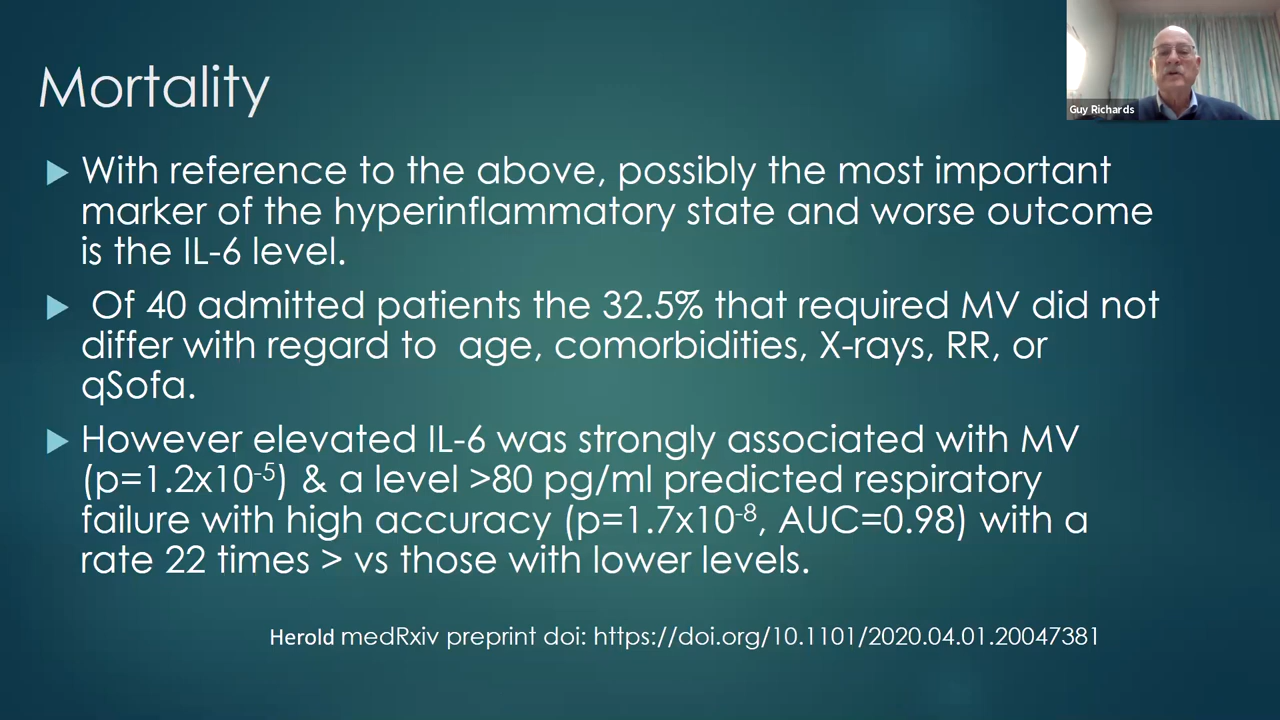 Mortality
Guy Richards
With reference to the above, possibly the most important
marker of the hyperinflammatory state and worse outcome
is the IL-6 level.
Of 40 admitted patients the 32.5% that required MV did not
differ with regard to  age, comorbidities, X-rays, RR, or
qSofa.
However elevated IL-6 was strongly associated with MV
(p=1.2x10⁻⁵) & a level >80 pg/ml predicted respiratory
failure with high accuracy (p=1.7x10⁻⁸, AUC=0.98) with a
rate 22 times > vs those with lower levels.
Herold medRxiv preprint doi: https://doi.org/10.1101/2020.04.01.20047381